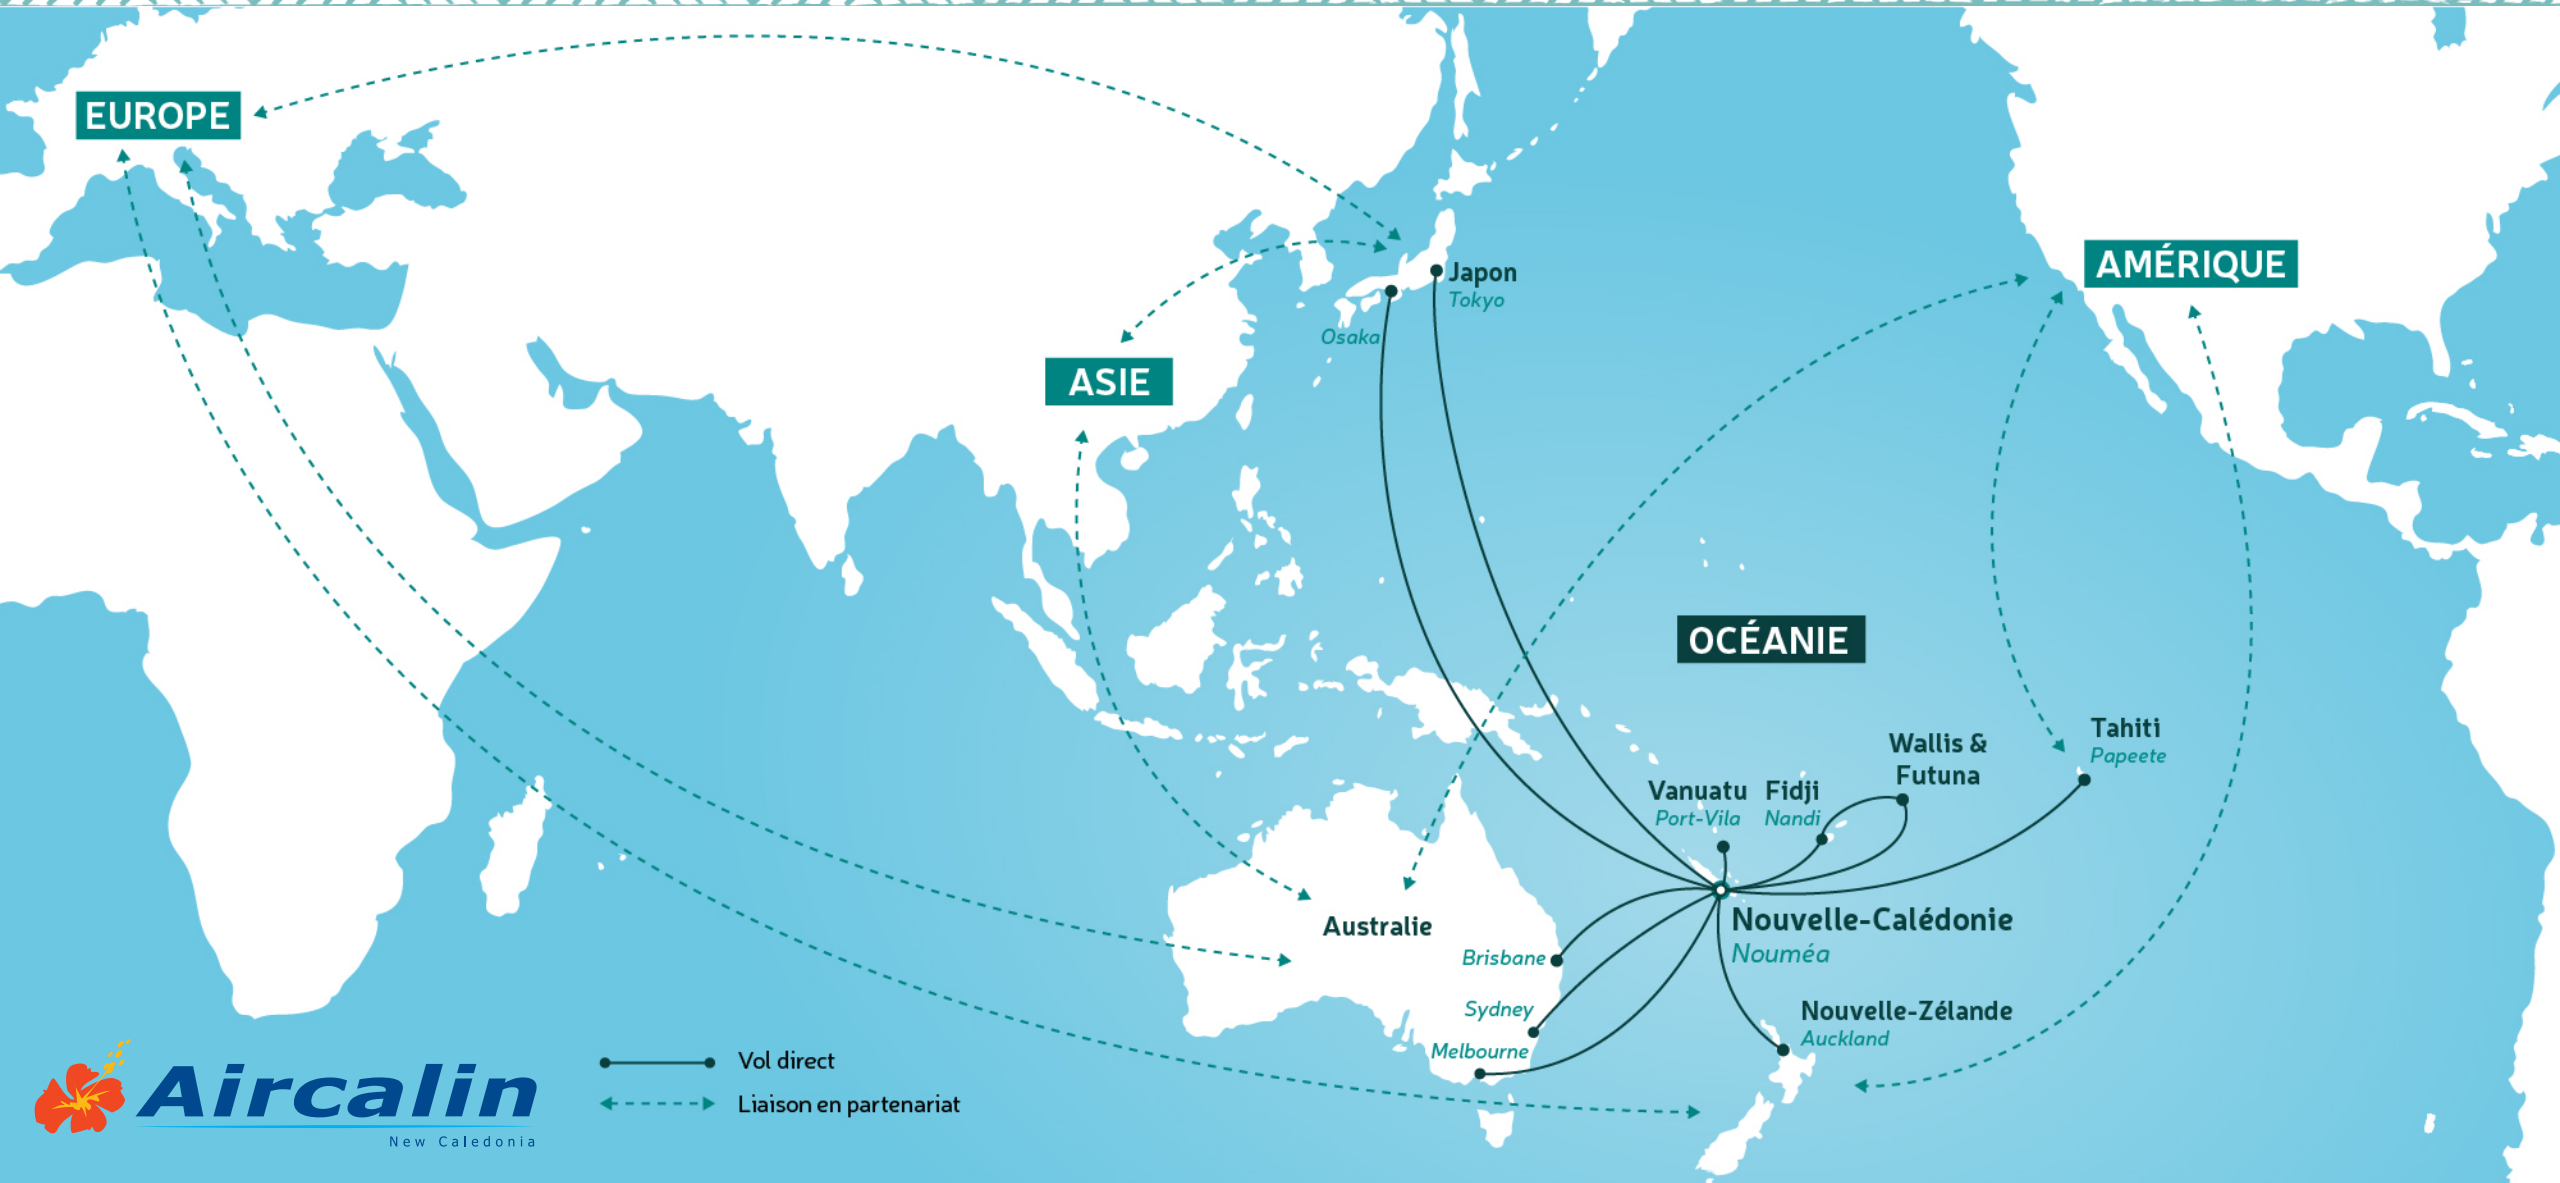 EUROPE
AMÉRIQUE
Japon
Tokyo
Osaka
ASIE
OCÉANIE
Tahiti
Papeete
Wallis &
Futuna
Vanuatu
Port-Vila
Fidji
Nandi
Australie
Nouvelle-Calédonie
Nouméa
Brisbane
Sydney
Melbourne
Nouvelle-Zélande
Auckland
Vol direct
Liaison en partenariat
Aircalin
New Caledonia